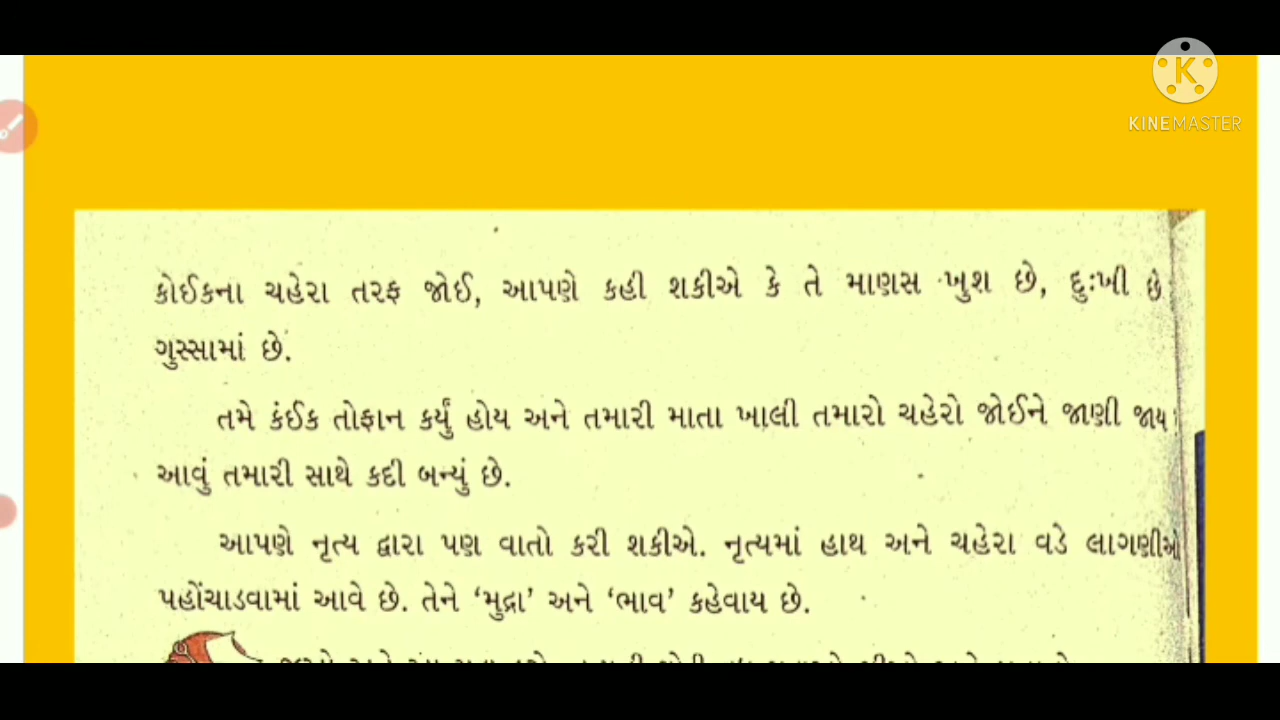 KINEMASTER
કોઈકના ચહેરા તરફ જોઈ, આપણે કહી શકીએ કે તે માણસ ખુશ છે, દુઃખી છે
ગુસ્સામાં છે.
તમે કંઈક તોફાન કર્યું હોય અને તમારી માતા ખાલી તમારો ચહેરો જોઈને જાણી જાય
આવું તમારી સાથે કદી બન્યું છે.
આપણે નૃત્ય દ્વારા પણ વાતો કરી શકીએ. નૃત્યમાં હાથ અને ચહેરા વડે લાગણીઓ
પહોંચાડવામાં આવે છે. તેને ‘મુદ્રા’ અને ‘ભાવ’ કહેવાય છે.